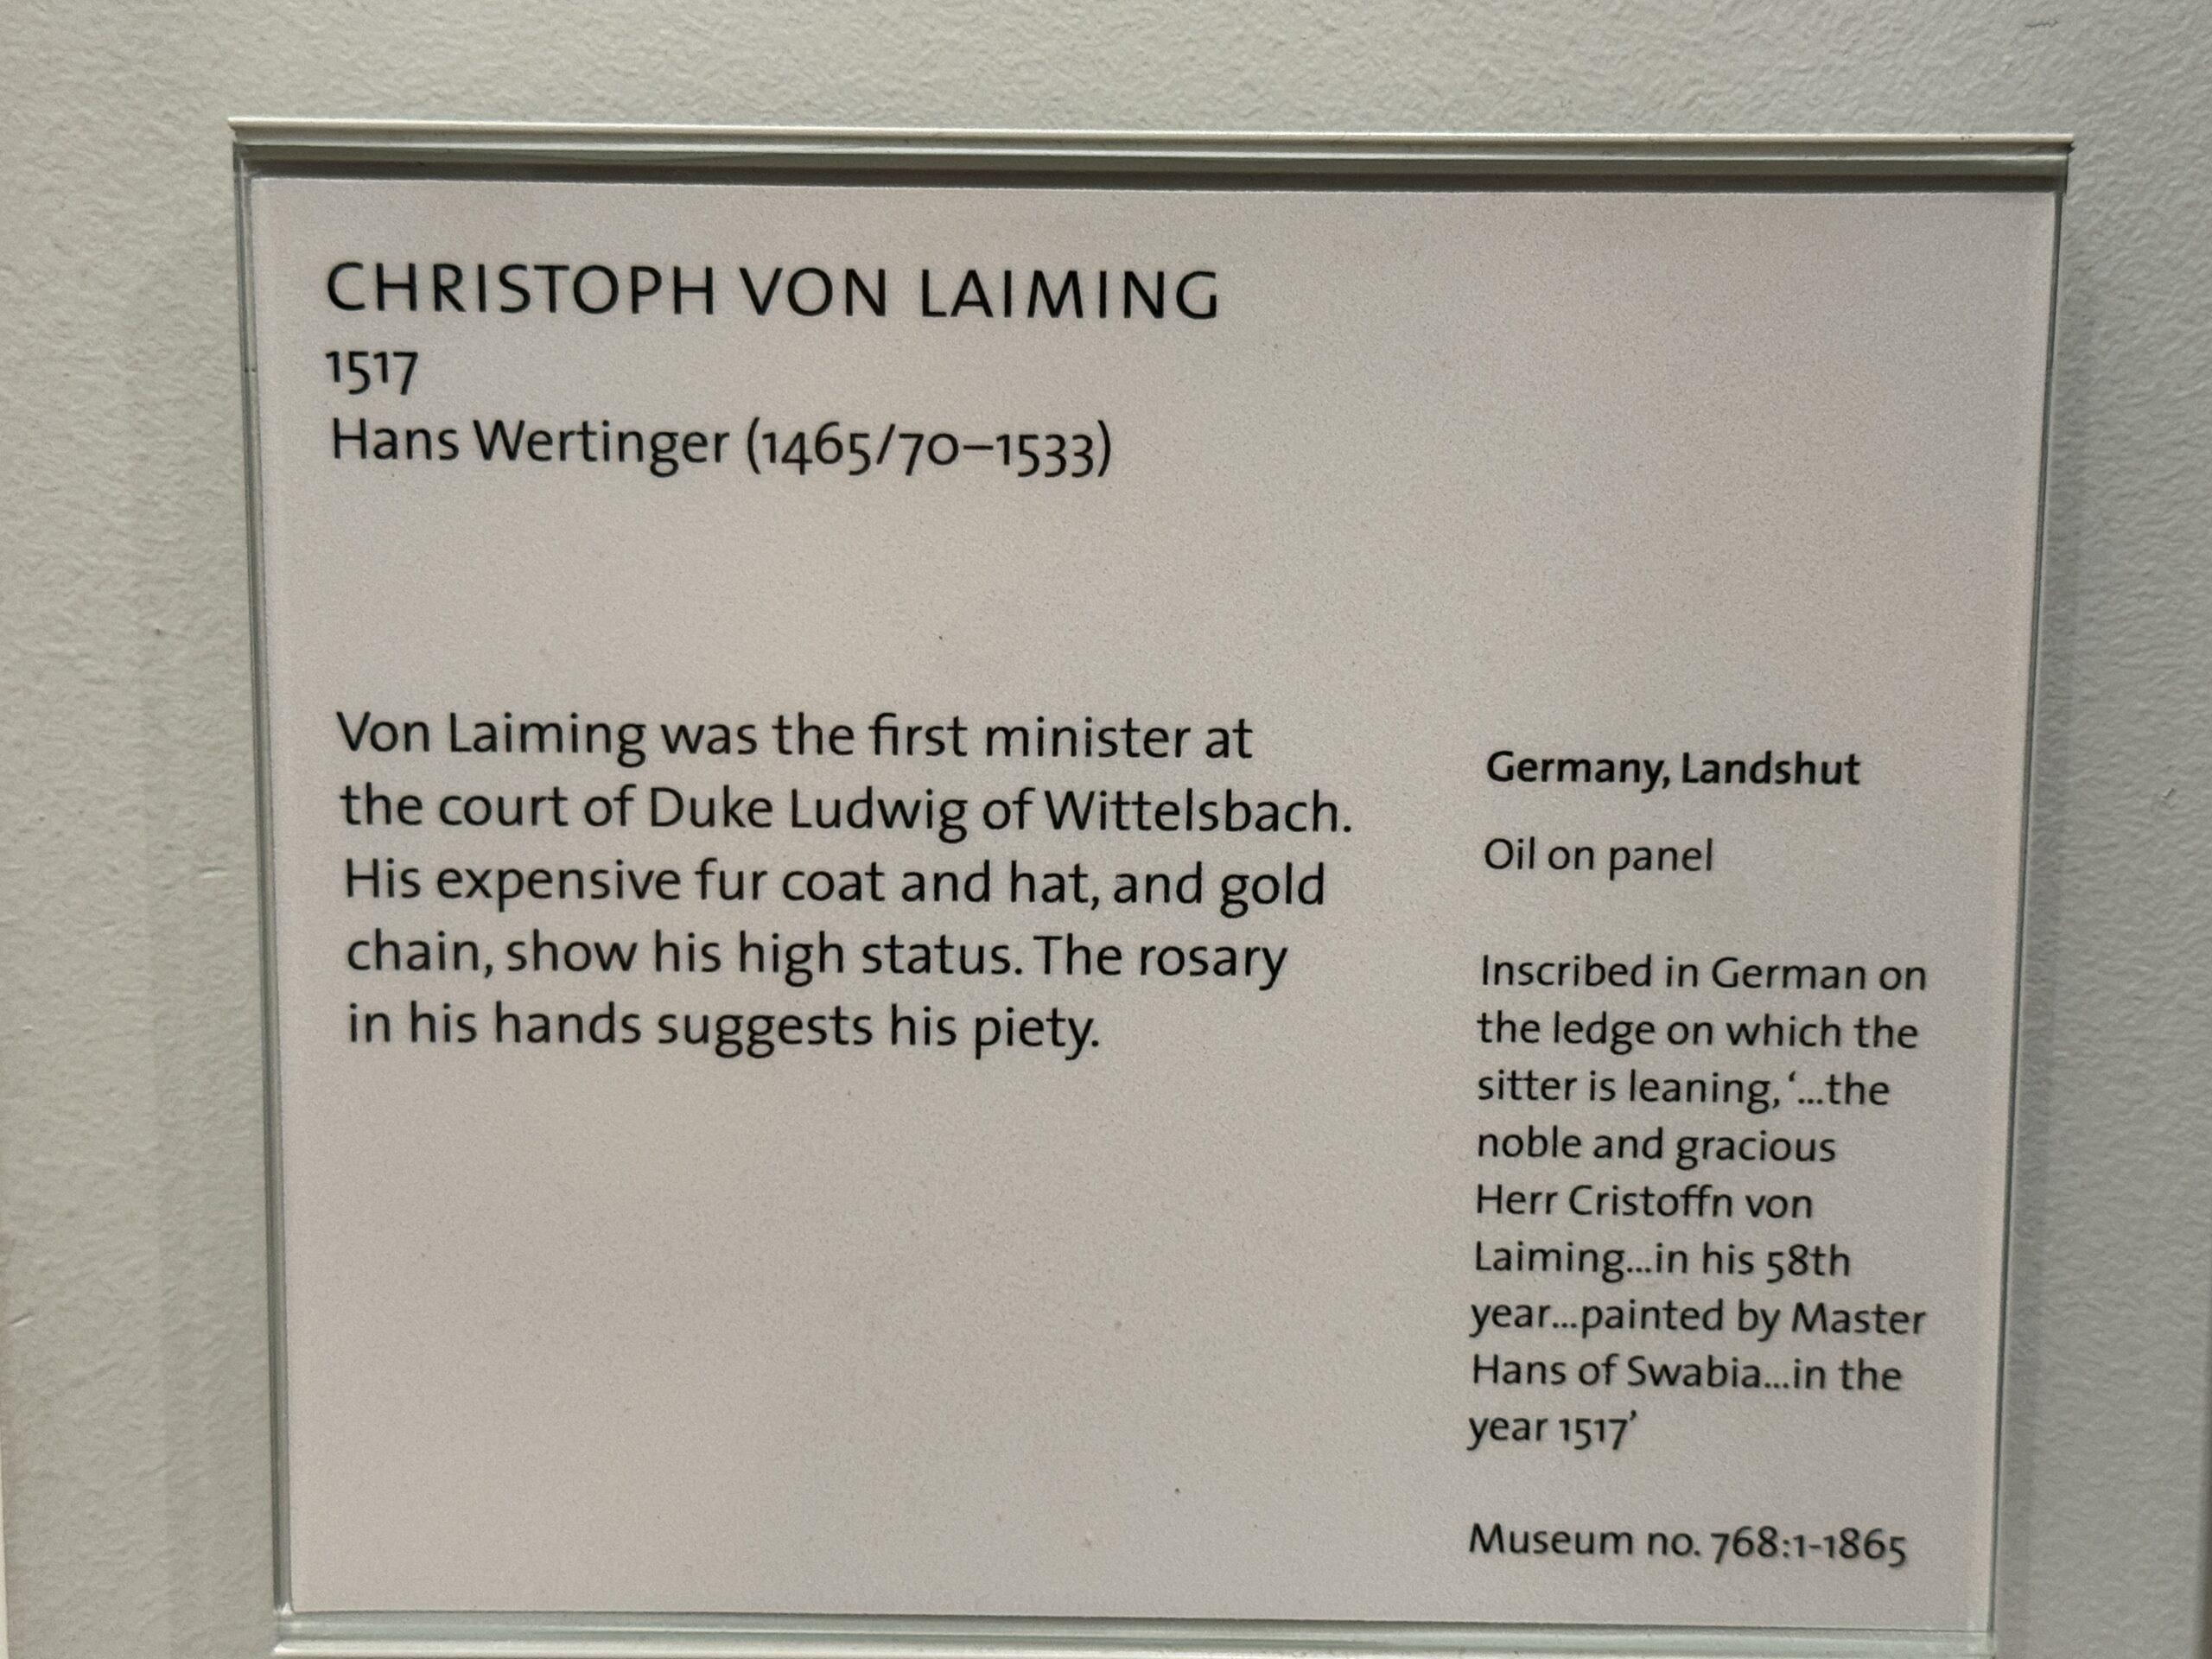 CHRISTOPH VON LAIMING
1517
Hans Wertinger (1465/70–1533)
Von Laiming was the first minister at
the court of Duke Ludwig of Wittelsbach.
His expensive fur coat and hat, and gold
chain, show his high status. The rosary
in his hands suggests his piety.
Germany, Landshut
Oil on panel
Inscribed in German on
the ledge on which the
sitter is leaning, ‘...the
noble and gracious
Herr Cristoffn von
Laiming...in his 58th
year...painted by Master
Hans of Swabia...in the
year 1517’
Museum no. 768:1-1865